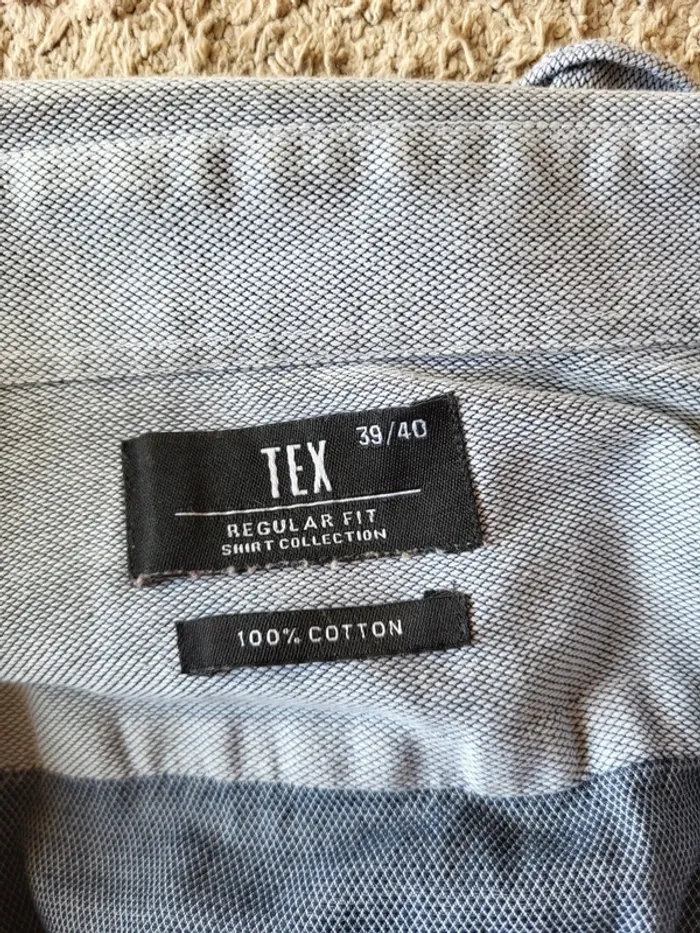 39/40
TEX
REGULAR FIT
SHIRT COLLECTION
100% COTTON